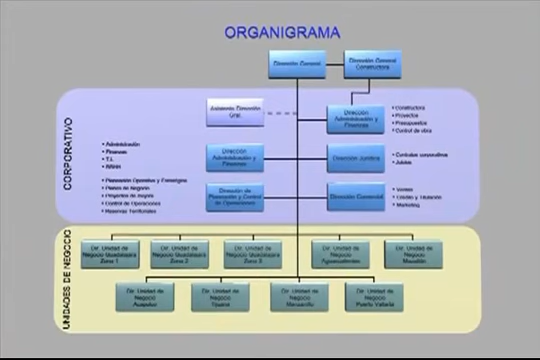 ORGANIGRAMA
Dirección General
Dirección General
Constructora
Asistente Dirección
Gral.
Dirección
Administración y
Finanzas
• Constructora
• Proyectos
• Presupuestos
• Control de obra
CORPORATIVO
• Administración
• Finanzas
• T.I.
• RRHH
Dirección
Administración y
Finanzas
Dirección Jurídica
• Contratos corporativos
• Juicios
• Planeación Operativa y Estratégica
• Planes de Negocio
• Proyectos de Inversión
• Control de Operaciones
• Reservas Territoriales
Dirección de
Planeación y Control
de Operaciones
Dirección Comercial
• Ventas
• Crédito y Titulación
• Marketing
UNIDADES DE NEGOCIO
Dir. Unidad de
Negocio Guadalajara
Zona 1
Dir. Unidad de
Negocio Guadalajara
Zona 2
Dir. Unidad de
Negocio Guadalajara
Zona 3
Dir. Unidad de
Negocio
Aguascalientes
Dir. Unidad de
Negocio
Mazatlán
Dir. Unidad de
Negocio
Acapulco
Dir. Unidad de
Negocio
Tijuana
Dir. Unidad de
Negocio
Manzanillo
Dir. Unidad de
Negocio
Puerto Vallarta